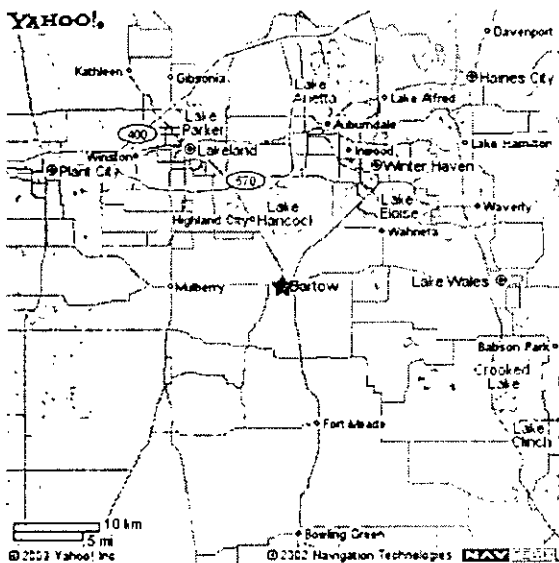 YAHOO!
Davenport
Kathleen
Gibsonia
Haines City
Lake
Arietta
Lake Alfred
Lake
Parker
Auburndale
400
Lake Hamilton
Winston
Lakeland
Inwood
Winter Haven
Plant City
570
Highland City
Lake
Hancock
Lake
Eloise
Waverly
Wahneta
Mulberry
Bartow
Lake Wales
Babson Park
Crooked
Lake
Fort Meade
Lake
Clinch
10 km
5 mi
Bowling Green
© 2003 Yahoo! Inc
© 2002 Navigation Technologies